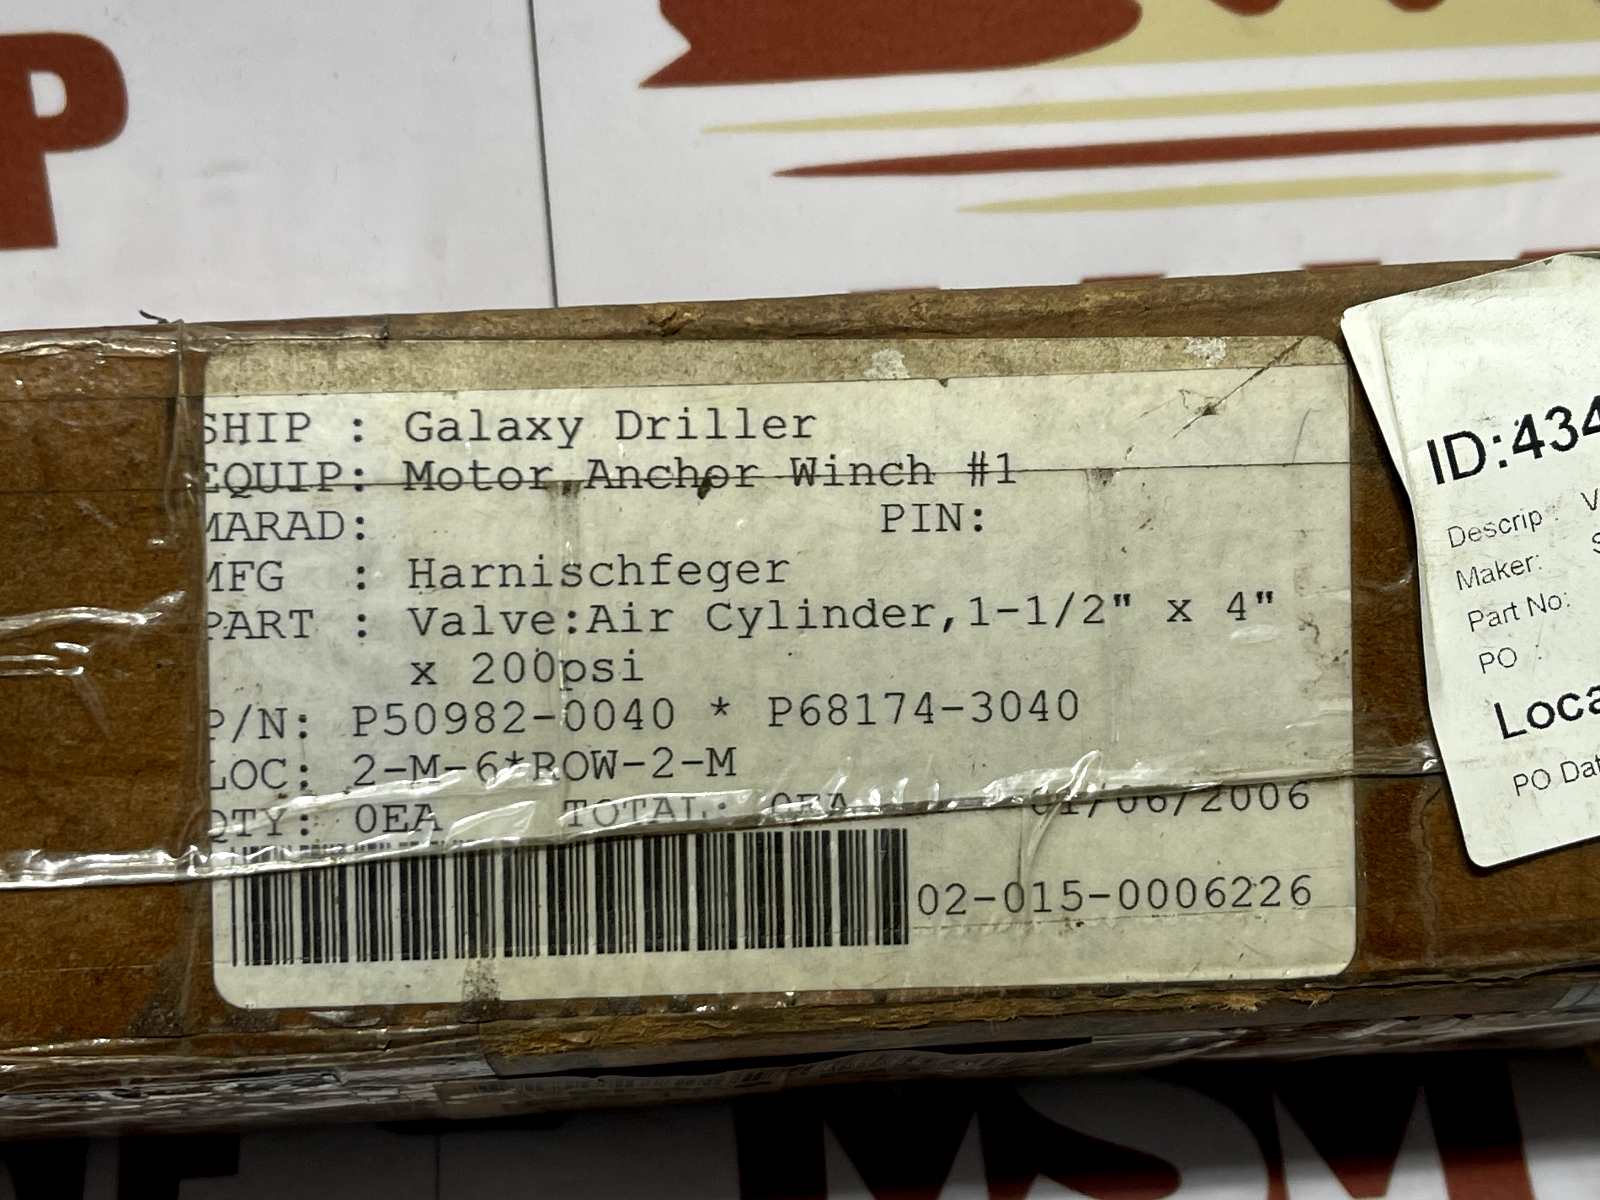 P
SHIP : Galaxy Driller
EQUIP: Motor Anchor Winch #1
MARAD: PIN:
MFG : Harnischfeger
PART : Valve:Air Cylinder,1-1/2" x 4"
x 200psi
P/N: P50982-0040 * P68174-3040
LOC: 2-M-6*ROW-2-M
QTY: 0EA TOTAL: 0EA 01/06/2006
02-015-0006226
ID:434
Descrip : V
Maker: S
Part No:
PO :
Loca
PO Dat
MSM